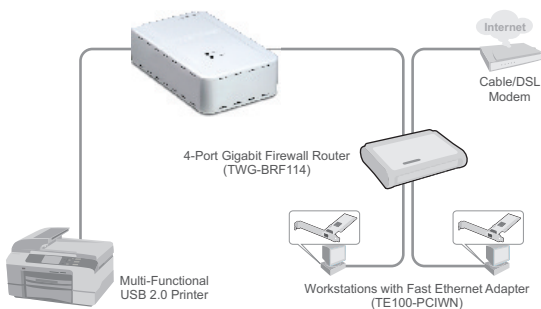 Internet
Cable/DSL
Modem
4-Port Gigabit Firewall Router
(TWG-BRF114)
Multi-Functional
USB 2.0 Printer
Workstations with Fast Ethernet Adapter
(TE100-PCIWN)